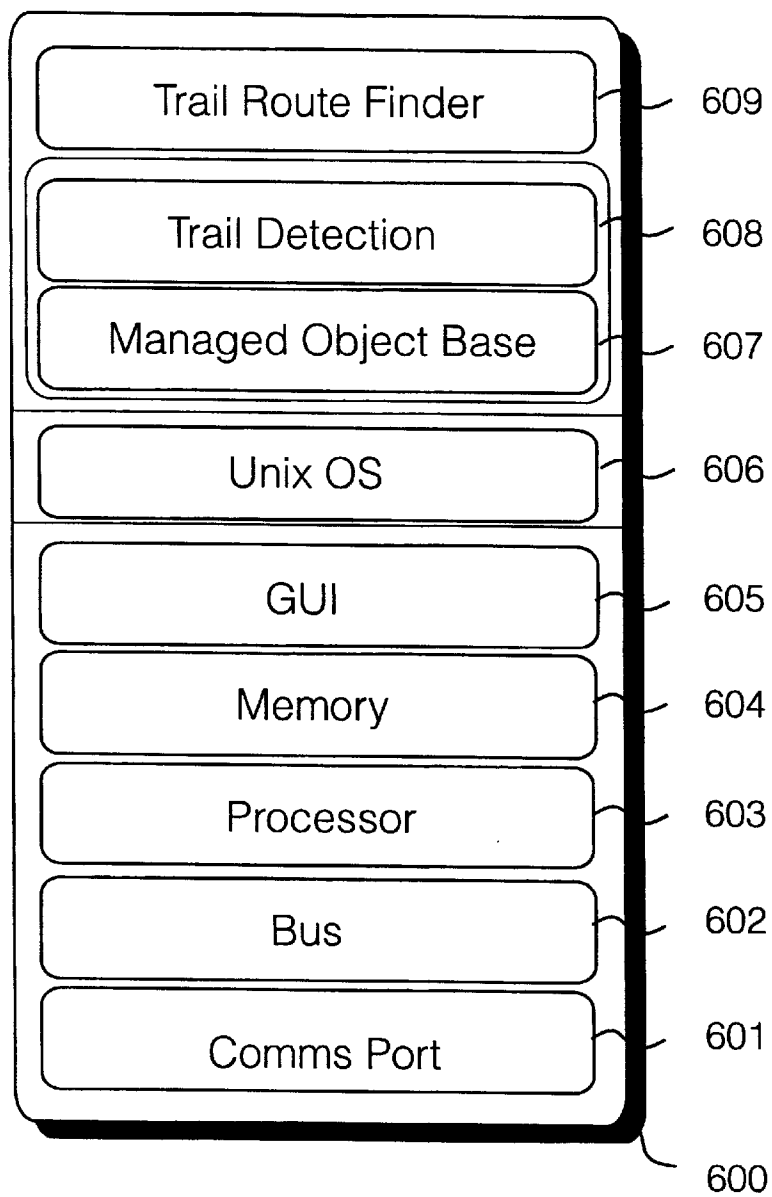 Trail Route Finder 609
Trail Detection 608
Managed Object Base 607
Unix OS 606
GUI 605
Memory 604
Processor 603
Bus 602
Comms Port 601
600